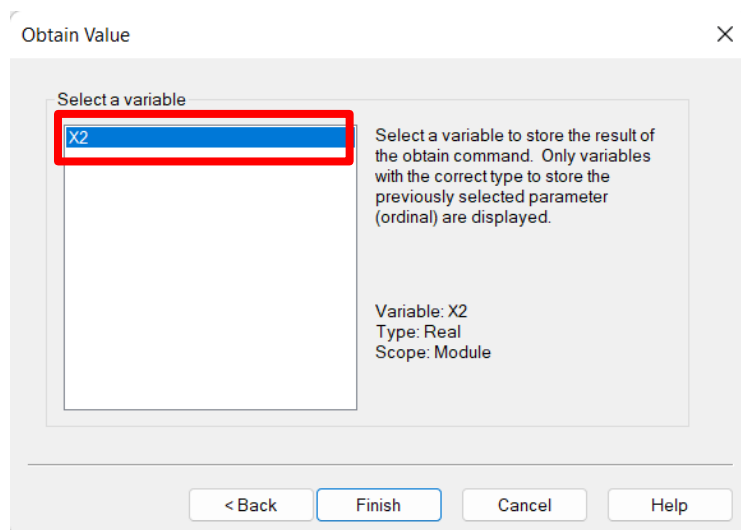 Obtain Value
Select a variable
X2
Select a variable to store the result of
the obtain command. Only variables
with the correct type to store the
previously selected parameter
(ordinal) are displayed.
Variable: X2
Type: Real
Scope: Module
< Back
Finish
Cancel
Help